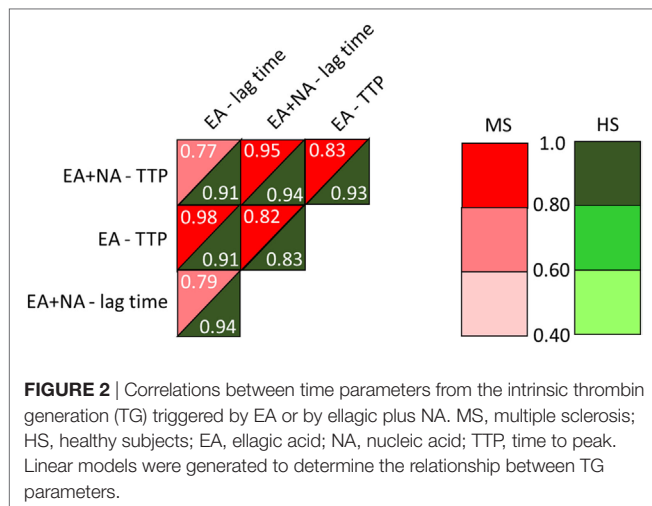 EA - lag time
EA+NA - lag time
EA - TTP
MS
HS
EA+NA - TTP
0.77
0.91
0.95
0.94
0.83
0.93
EA - TTP
0.98
0.91
0.82
0.83
EA+NA - lag time
0.79
0.94
1.0
0.80
0.60
0.40
FIGURE 2 | Correlations between time parameters from the intrinsic thrombin
generation (TG) triggered by EA or by ellagic plus NA. MS, multiple sclerosis;
HS, healthy subjects; EA, ellagic acid; NA, nucleic acid; TTP, time to peak.
Linear models were generated to determine the relationship between TG
parameters.